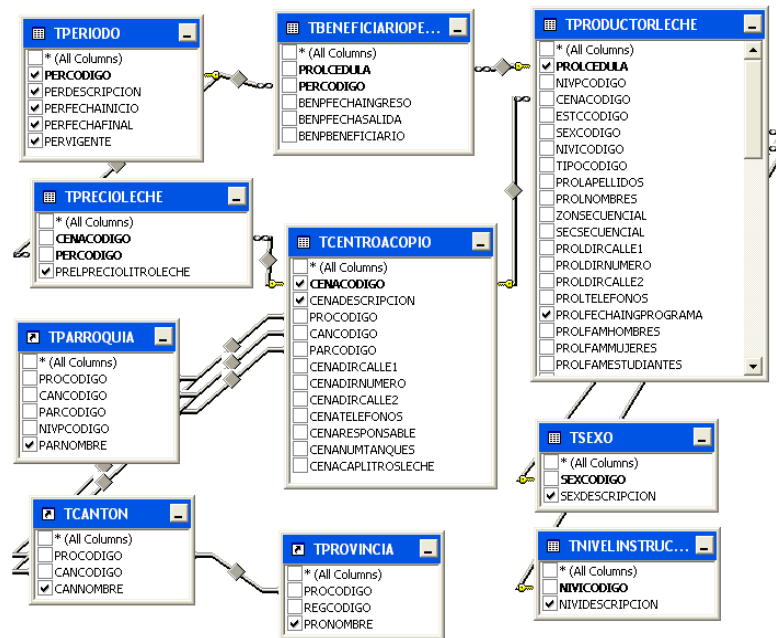 TPERIODO
* (All Columns)
PERCODIGO
PERDESCRIPCION
PERFECHAINICIO
PERFECHAFINAL
PERVIGENTE
TBENEFICIARIOPE...
* (All Columns)
PROLCEDULA
PERCODIGO
BENPFECHAINGRESO
BENPFECHASALIDA
BENPBENEFICIARIO
TPRODUCTORLECHE
* (All Columns)
PROLCEDULA
NIVPCODIGO
CENACODIGO
ESTCCODIGO
SEXCODIGO
NIVICODIGO
TIPOCODIGO
PROLAPELLIDOS
PROLNOMBRES
ZONSECUENCIAL
SECSECUENCIAL
PROLDIRCALLE1
PROLDIRNUMERO
PROLDIRCALLE2
PROLTELEFONOS
PROLFECHAINGPROGRAMA
PROLFAMHOMBRES
PROLFAMMUJERES
PROLFAMESTUDIANTES
TPRECIOLECHE
* (All Columns)
CENACODIGO
PERCODIGO
PRELPRECIOLITROLECHE
TCENTROACOPIO
* (All Columns)
CENACODIGO
CENADESCRIPCION
PROCODIGO
CANCODIGO
PARCODIGO
CENADIRCALLE1
CENADIRNUMERO
CENADIRCALLE2
CENATELEFONOS
CENARESPONSABLE
CENANUMTANQUES
CENACAPLITROSLECHE
TPARROQUIA
* (All Columns)
PROCODIGO
CANCODIGO
PARCODIGO
NIVPCODIGO
PARNOMBRE
TSEXO
* (All Columns)
SEXCODIGO
SEXDESCRIPCION
TCANTON
* (All Columns)
PROCODIGO
CANCODIGO
CANNOMBRE
TPROVINCIA
* (All Columns)
PROCODIGO
REGCODIGO
PRONOMBRE
TNIVELINSTRUC...
* (All Columns)
NIVICODIGO
NIVIDESCRIPCION